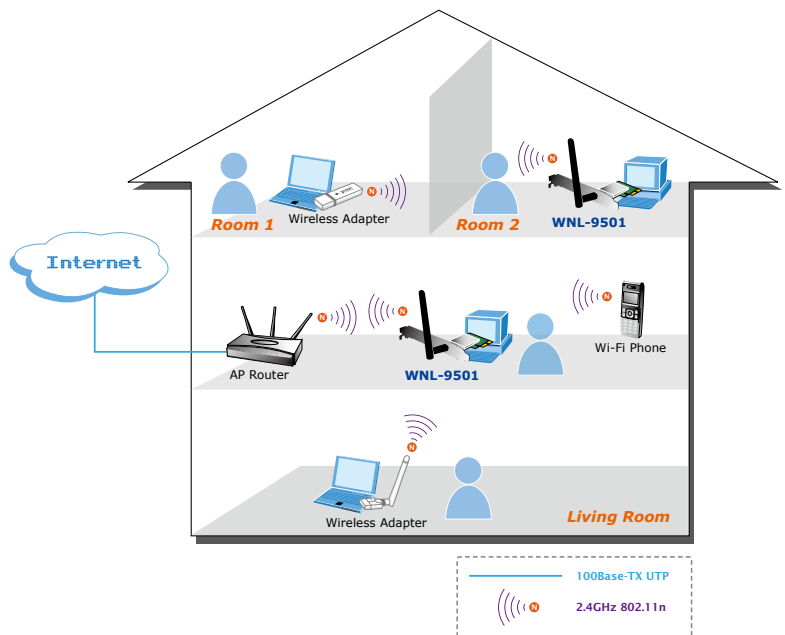 N
N
Wireless Adapter
Room 1
Room 2
WNL-9501
Internet
N
N
N
AP Router
WNL-9501
Wi-Fi Phone
N
Wireless Adapter
Living Room
100Base-TX UTP
N
2.4GHz 802.11n